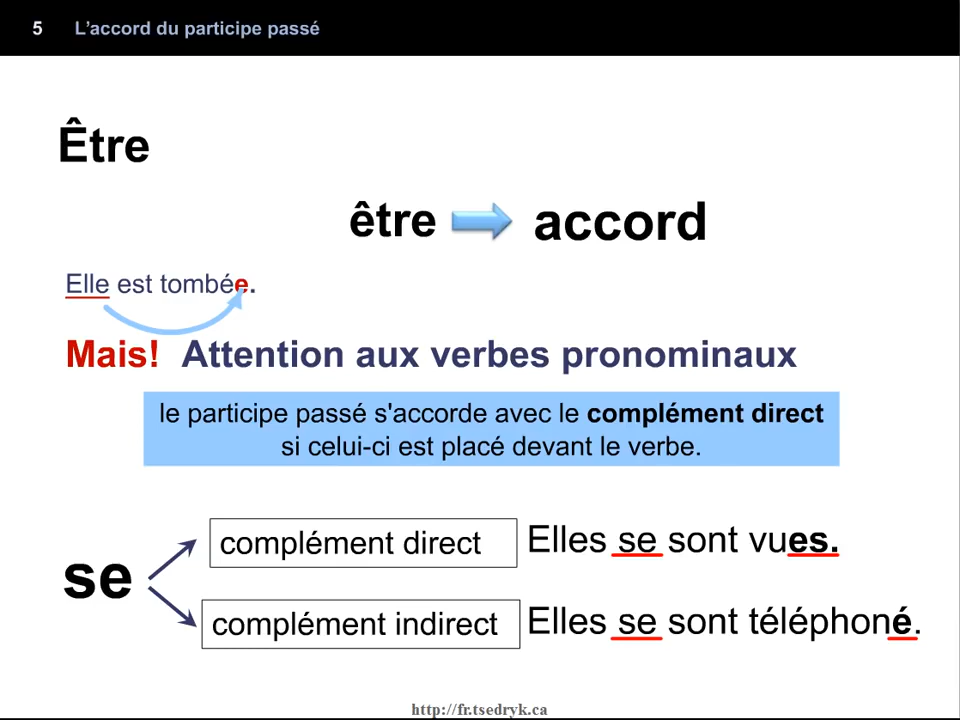 5 L'accord du participe passé
Être
être accord
Elle est tombée.
Mais! Attention aux verbes pronominaux
le participe passé s'accorde avec le complément direct
si celui-ci est placé devant le verbe.
complément direct Elles se sont vues.
se
complément indirect Elles se sont téléphoné.
http://fr.tsedryk.ca